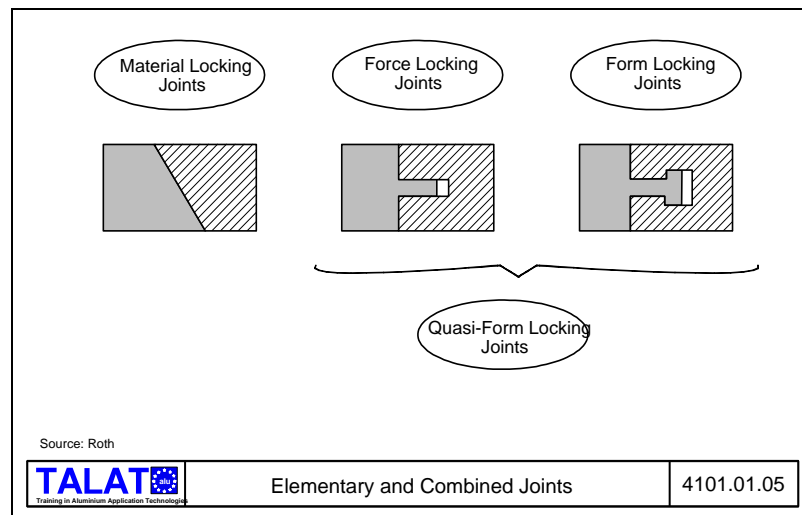 Material Locking
Joints
Force Locking
Joints
Form Locking
Joints
Quasi-Form Locking
Joints
Source: Roth
TALAT
alu
Training in Aluminium Application Technologies
Elementary and Combined Joints
4101.01.05